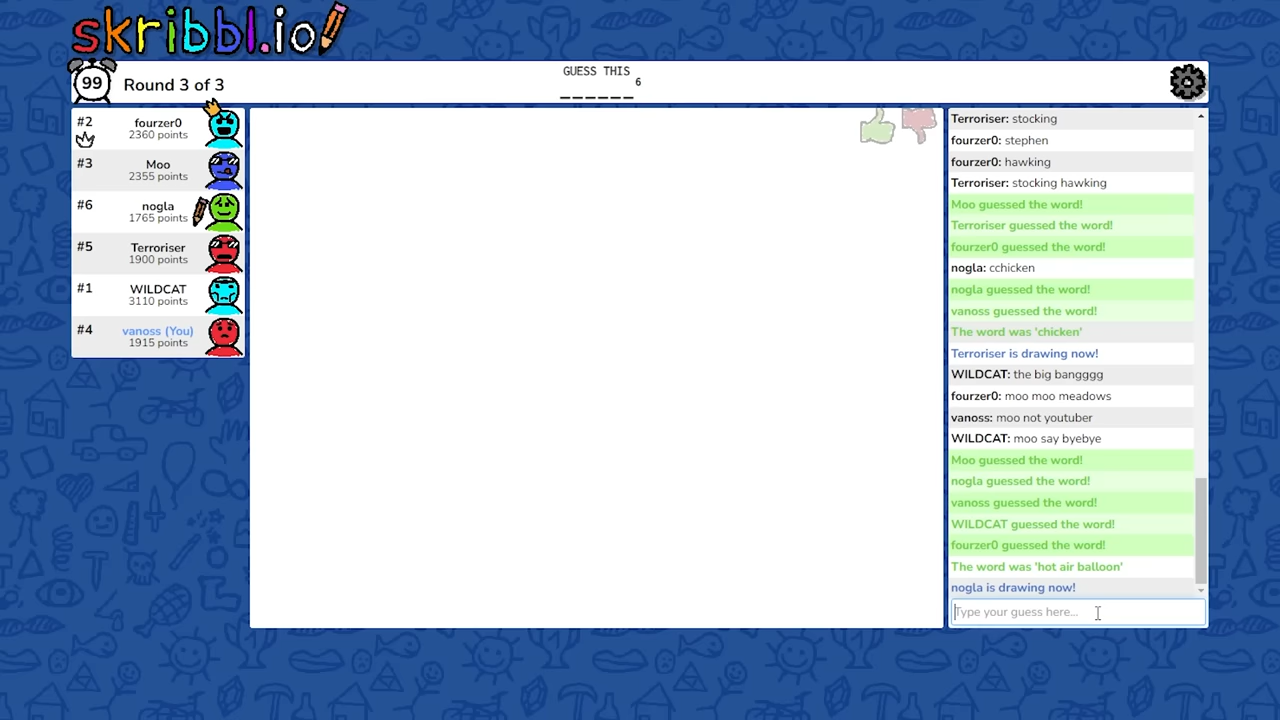 skribbl.io
99 Round 3 of 3
GUESS THIS
______ 6
#2 fourzer0
2360 points
#3 Moo
2355 points
#6 nogla
1765 points
#5 Terroriser
1900 points
#1 WILDCAT
3110 points
#4 vanoss (You)
1915 points
Terroriser: stocking
fourzer0: stephen
fourzer0: hawking
Terroriser: stocking hawking
Moo guessed the word!
Terroriser guessed the word!
fourzer0 guessed the word!
nogla: cchicken
nogla guessed the word!
vanoss guessed the word!
The word was 'chicken'
Terroriser is drawing now!
WILDCAT: the big bangggg
fourzer0: moo moo meadows
vanoss: moo not youtuber
WILDCAT: moo say byebye
Moo guessed the word!
nogla guessed the word!
vanoss guessed the word!
WILDCAT guessed the word!
fourzer0 guessed the word!
The word was 'hot air balloon'
nogla is drawing now!
Type your guess here...